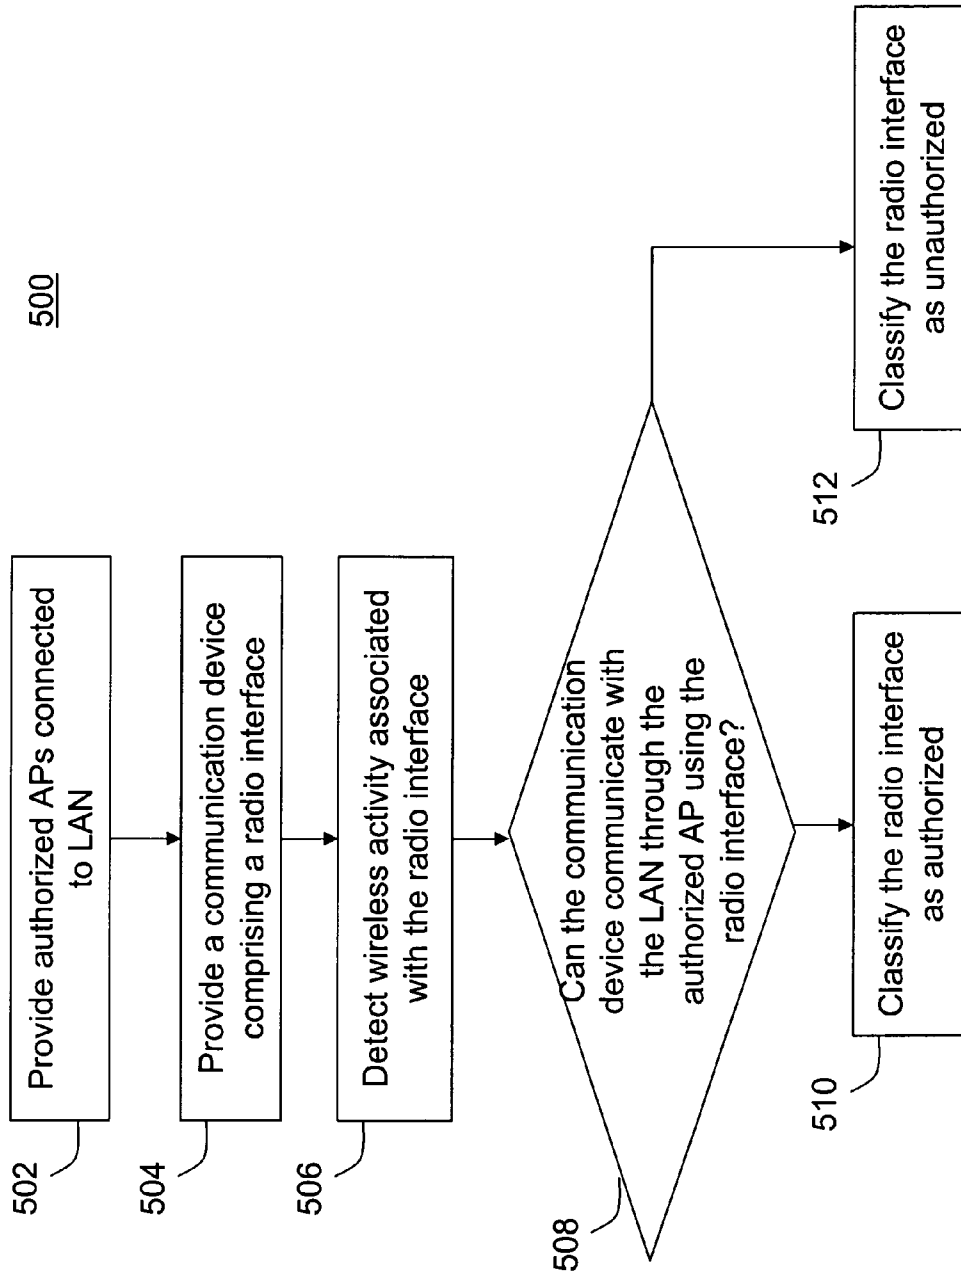 500
502
Provide authorized APs connected
to LAN
504
Provide a communication device
comprising a radio interface
506
Detect wireless activity associated
with the radio interface
508
Can the communication
device communicate with
the LAN through the
authorized AP using the
radio interface?
510
Classify the radio interface
as authorized
512
Classify the radio interface
as unauthorized